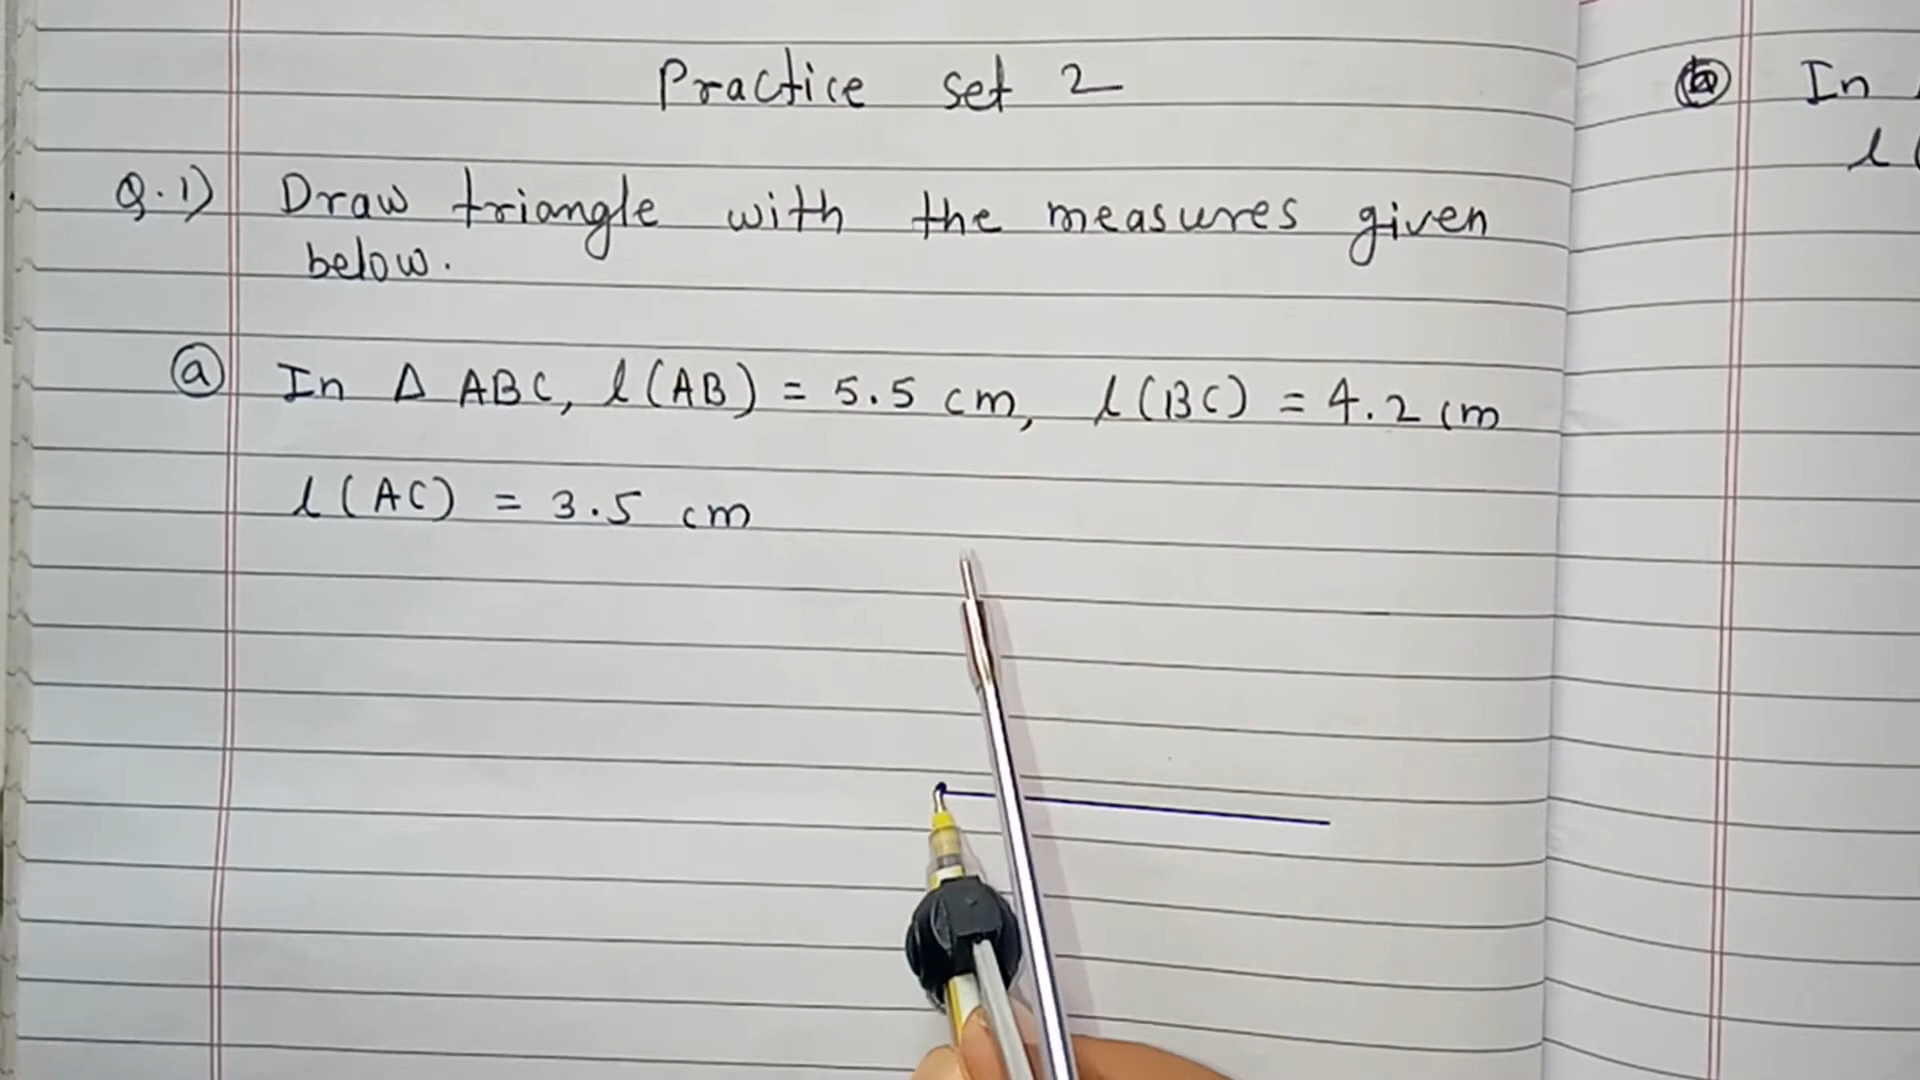 Practice set 2
Q.1) Draw triangle with the measures given
below.
ⓐ In Δ ABC, l(AB) = 5.5 cm, l(BC) = 4.2 cm
l(AC) = 3.5 cm
ⓑ In
l(